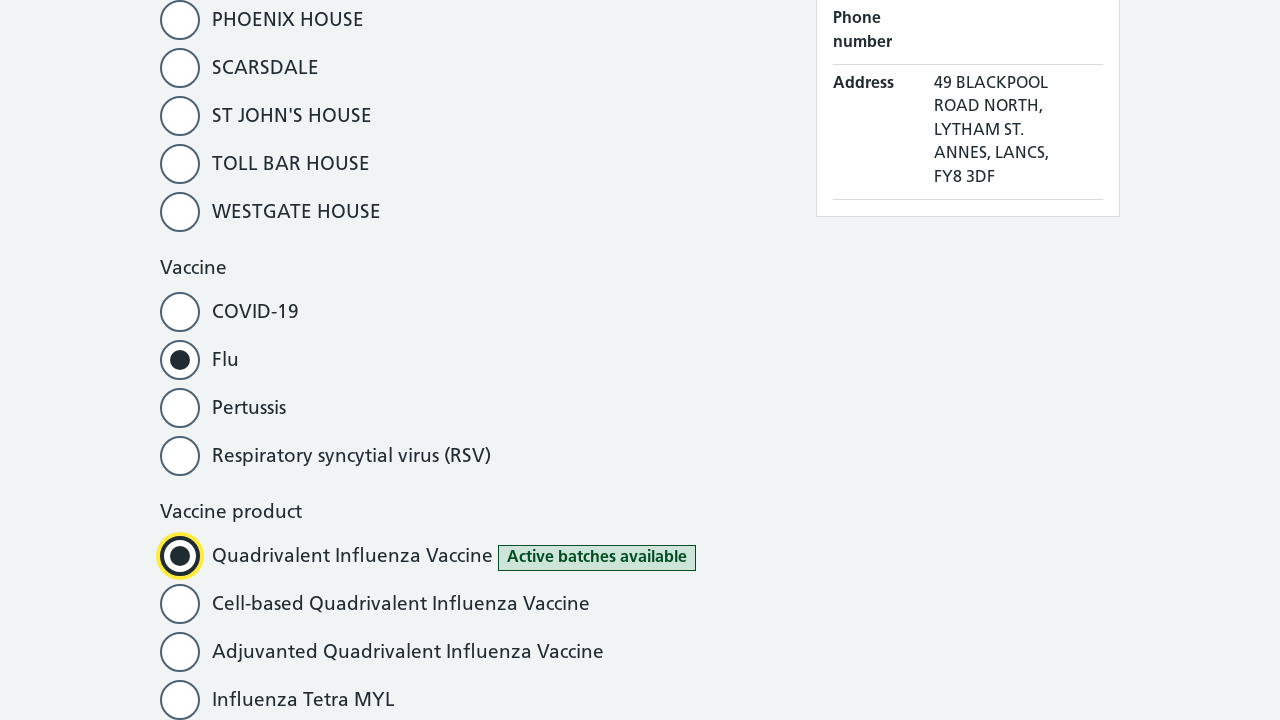 PHOENIX HOUSE
SCARSDALE
ST JOHN'S HOUSE
TOLL BAR HOUSE
WESTGATE HOUSE
Vaccine
COVID-19
Flu
Pertussis
Respiratory syncytial virus (RSV)
Vaccine product
Quadrivalent Influenza Vaccine Active batches available
Cell-based Quadrivalent Influenza Vaccine
Adjuvanted Quadrivalent Influenza Vaccine
Influenza Tetra MYL
Phone
number
Address 49 BLACKPOOL
ROAD NORTH,
LYTHAM ST.
ANNES, LANCS,
FY8 3DF